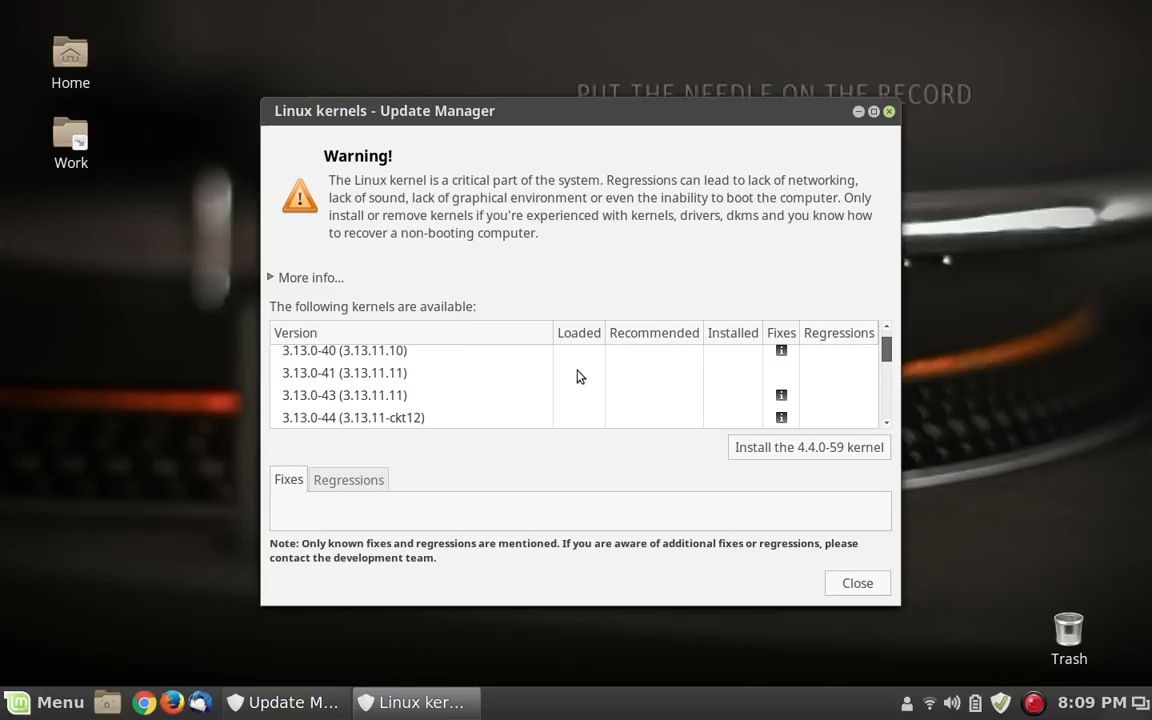 Home
Work
PUT THE NEEDLE ON THE RECORD
Linux kernels - Update Manager
Warning!
The Linux kernel is a critical part of the system. Regressions can lead to lack of networking,
lack of sound, lack of graphical environment or even the inability to boot the computer. Only
install or remove kernels if you're experienced with kernels, drivers, dkms and you know how
to recover a non-booting computer.
More info...
The following kernels are available:
Version Loaded Recommended Installed Fixes Regressions
3.13.0-40 (3.13.11.10)
3.13.0-41 (3.13.11.11)
3.13.0-43 (3.13.11.11)
3.13.0-44 (3.13.11-ckt12)
Install the 4.4.0-59 kernel
Fixes Regressions
Note: Only known fixes and regressions are mentioned. If you are aware of additional fixes or regressions, please
contact the development team.
Close
Trash
Menu Update M... Linux ker... 8:09 PM